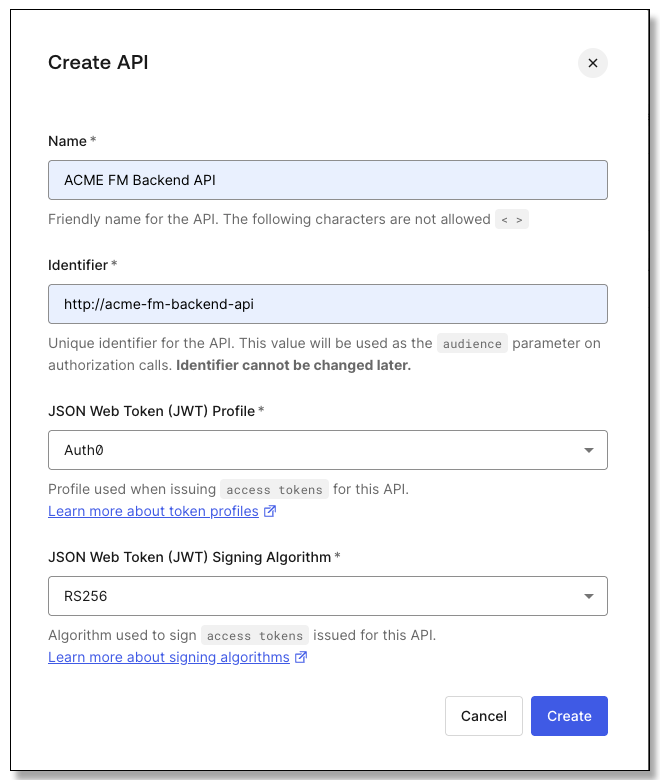 Create API
Name *
ACME FM Backend API
Friendly name for the API. The following characters are not allowed < >
Identifier *
http://acme-fm-backend-api
Unique identifier for the API. This value will be used as the audience parameter on
authorization calls. Identifier cannot be changed later.
JSON Web Token (JWT) Profile *
Auth0
Profile used when issuing access tokens for this API.
Learn more about token profiles
JSON Web Token (JWT) Signing Algorithm *
RS256
Algorithm used to sign access tokens issued for this API.
Learn more about signing algorithms
Cancel Create